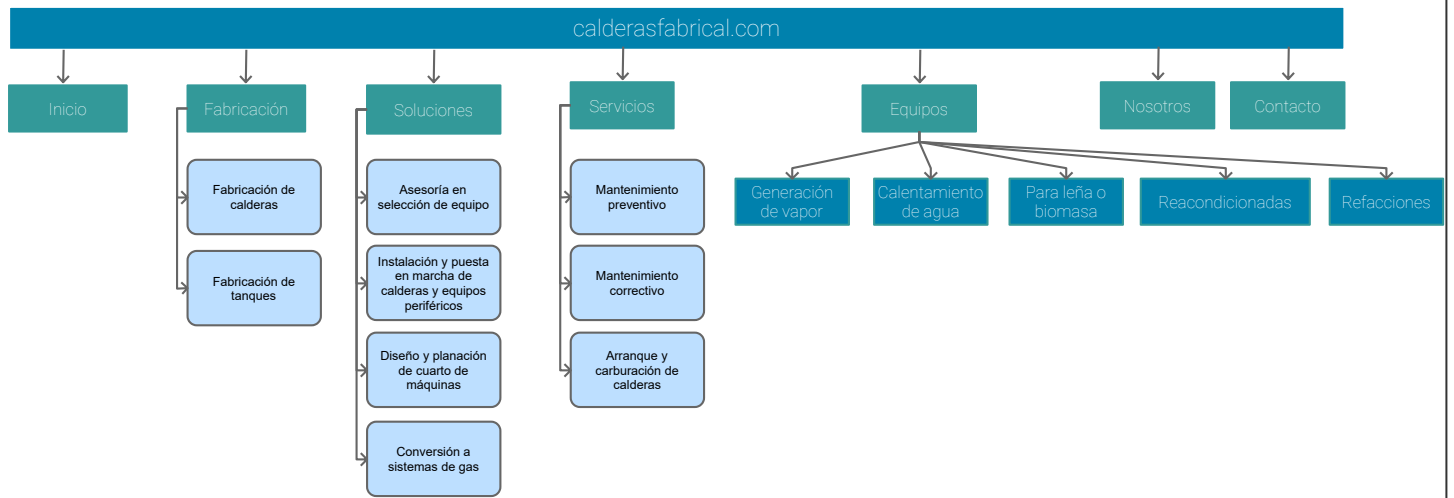 calderasfabrical.com
Inicio
Fabricación
Soluciones
Servicios
Equipos
Nosotros
Contacto
Fabricación de
calderas
Fabricación de
tanques
Asesoría en
selección de equipo
Instalación y puesta
en marcha de
calderas y equipos
periféricos
Diseño y planación
de cuarto de
máquinas
Conversión a
sistemas de gas
Mantenimiento
preventivo
Mantenimiento
correctivo
Arranque y
carburación de
calderas
Generación
de vapor
Calentamiento
de agua
Para leña o
biomasa
Reacondicionadas
Refacciones